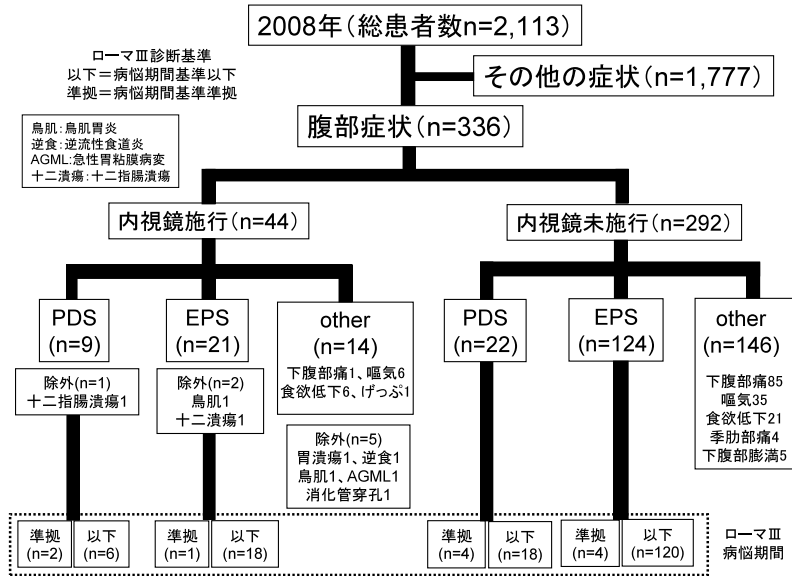 2008年（総患者数n=2,113）
ローマⅢ診断基準
以下＝病悩期間基準以下
準拠＝病悩期間基準準拠
その他の症状（n=1,777）
腹部症状（n=336）
鳥肌：鳥肌胃炎
逆食：逆流性食道炎
AGML:急性胃粘膜病変
十二潰瘍：十二指腸潰瘍
内視鏡施行（n=44）
内視鏡未施行（n=292）
PDS
(n=9)
EPS
(n=21)
other
(n=14)
下腹部痛1、嘔気6
食欲低下6、げっぷ1
PDS
(n=22)
EPS
(n=124)
other
(n=146)
下腹部痛85
嘔気35
食欲低下21
季肋部痛4
下腹部膨満5
除外(n=1)
十二指腸潰瘍1
除外(n=2)
鳥肌1
十二潰瘍1
除外(n=5)
胃潰瘍1、逆食1
鳥肌1、AGML1
消化管穿孔1
準拠
(n=2)
以下
(n=6)
準拠
(n=1)
以下
(n=18)
準拠
(n=4)
以下
(n=18)
準拠
(n=4)
以下
(n=120)
ローマⅢ
病悩期間